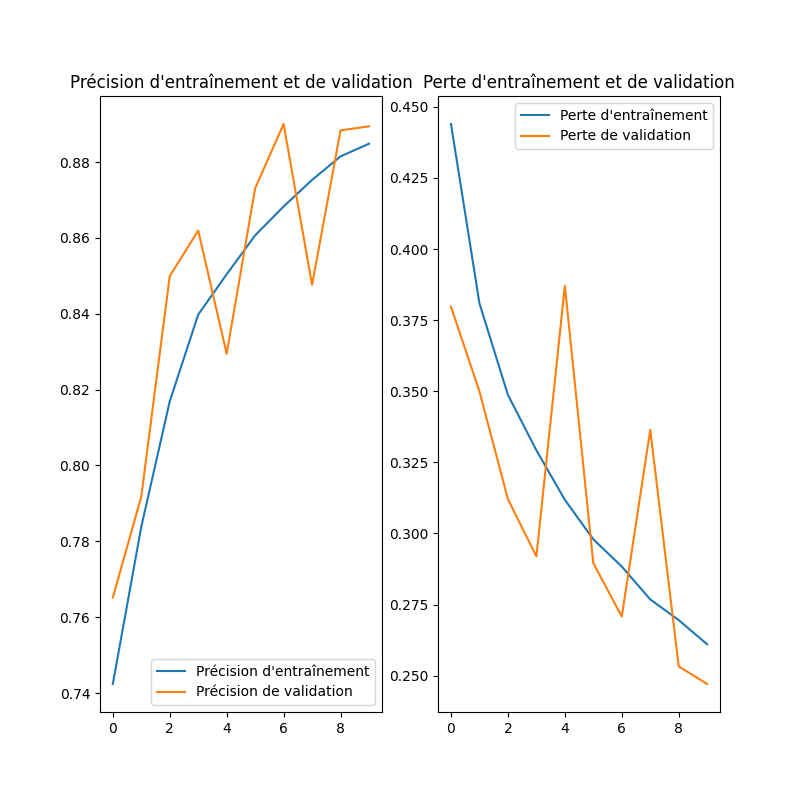 Précision d'entraînement et de validation
0.88
0.86
0.84
0.82
0.80
0.78
0.76
0.74
0 2 4 6 8
Précision d'entraînement
Précision de validation
Perte d'entraînement et de validation
0.450
0.425
0.400
0.375
0.350
0.325
0.300
0.275
0.250
0 2 4 6 8
Perte d'entraînement
Perte de validation